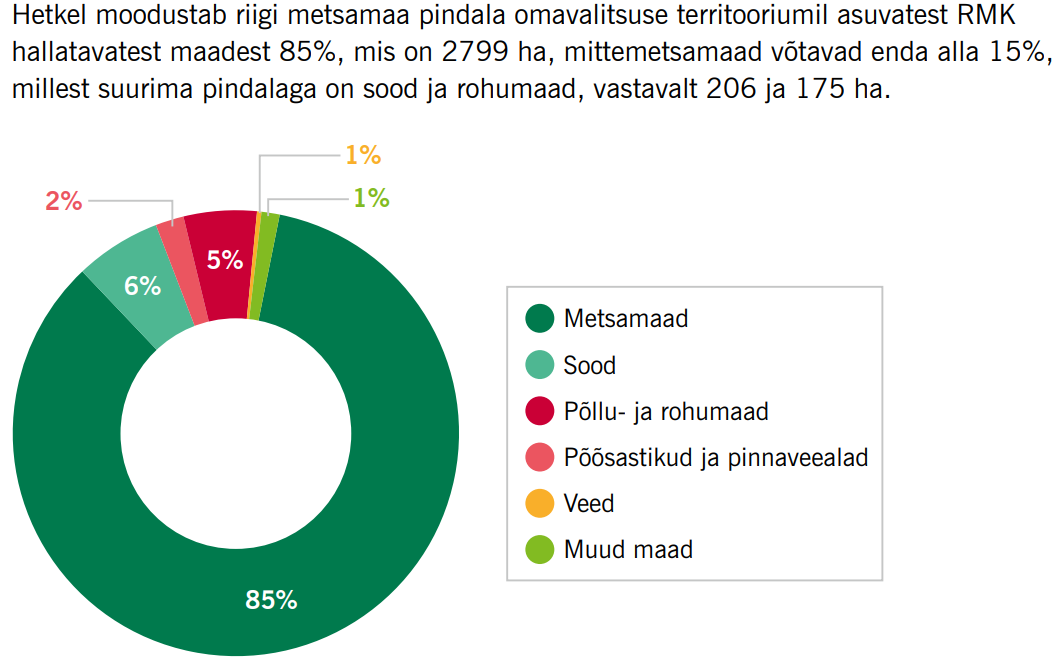 Hetkel moodustab riigi metsamaa pindala omavalitsuse territooriumil asuvatest RMK
hallatavatest maadest 85%, mis on 2799 ha, mittemetsamaad võtavad enda alla 15%,
millest suurima pindalaga on sood ja rohumaad, vastavalt 206 ja 175 ha.
1%
2%
1%
5%
6%
85%
Metsamaad
Sood
Põllu- ja rohumaad
Põõsastikud ja pinnaveealad
Veed
Muud maad